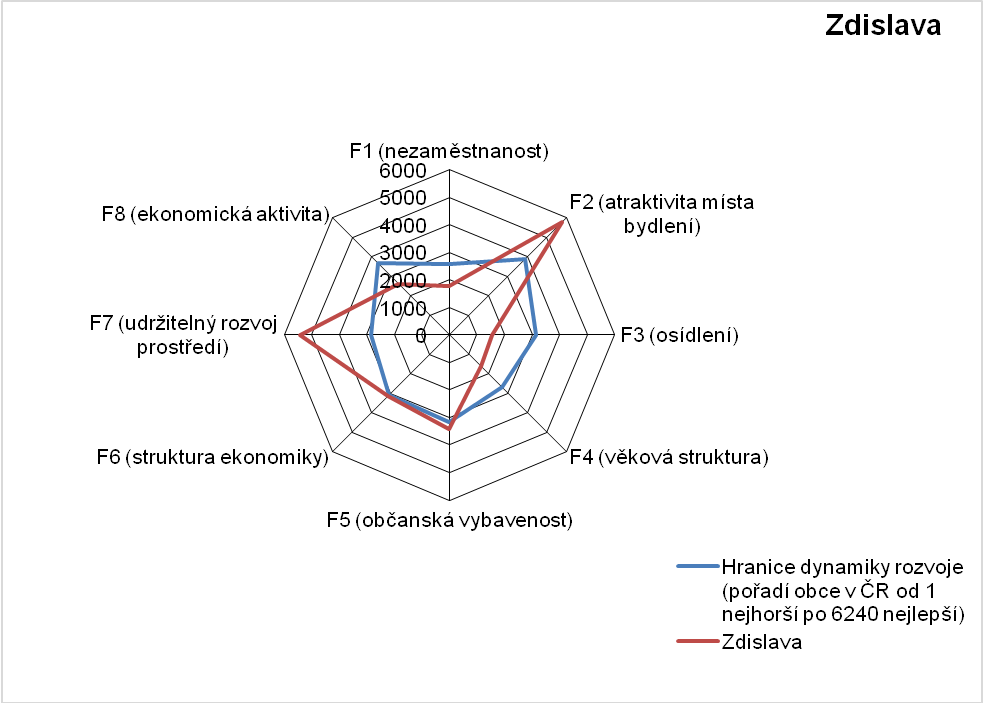 Zdislava
F1 (nezaměstnanost)
6000
5000
4000
3000
2000
1000
0
F2 (atraktivita místa
bydlení)
F3 (osídlení)
F4 (věková struktura)
F5 (občanská vybavenost)
F6 (struktura ekonomiky)
F7 (udržitelný rozvoj
prostředí)
F8 (ekonomická aktivita)
Hranice dynamiky rozvoje
(pořadí obce v ČR od 1
nejhorší po 6240 nejlepší)
Zdislava